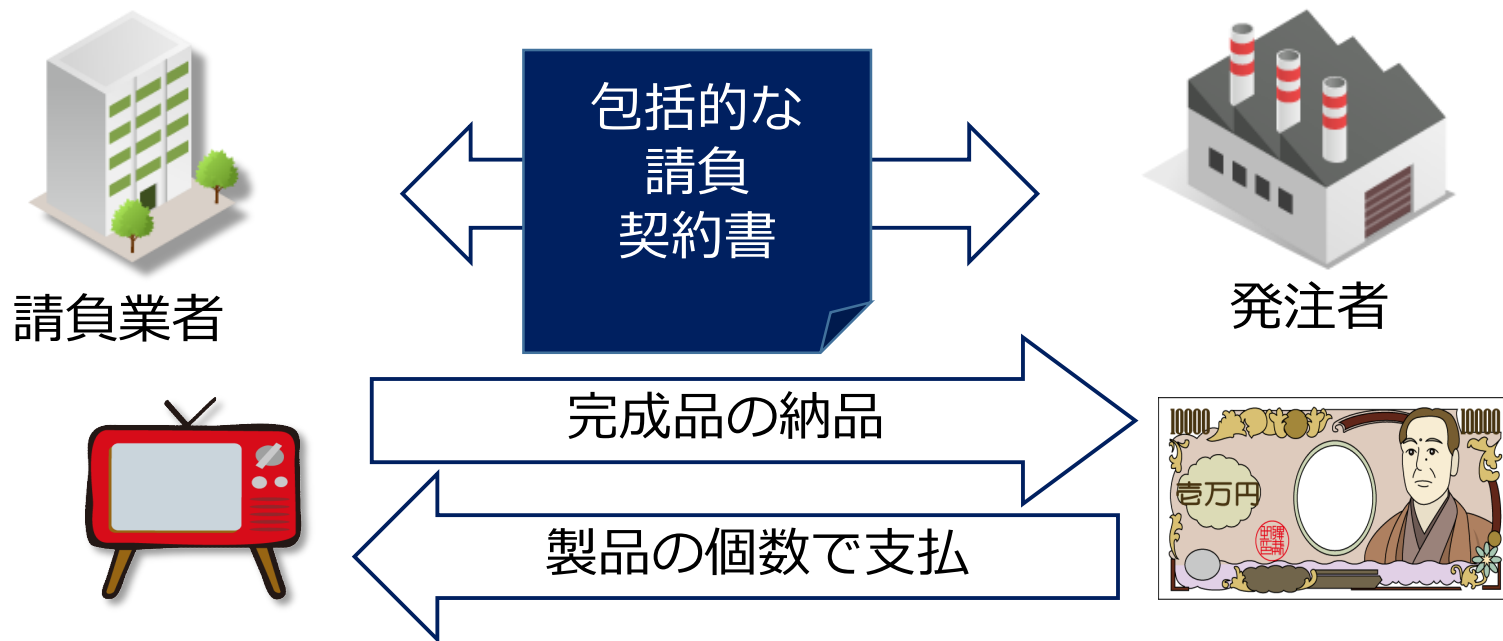 包括的な
請負
契約書
請負業者
発注者
完成品の納品
10000
10000
壱万円
製品の個数で支払